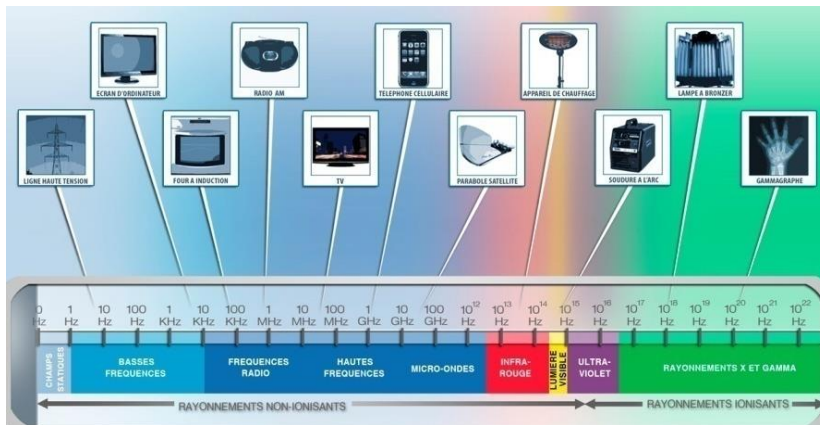 ECRAN D'ORDINATEUR
RADIO AM
TELEPHONE CELLULAIRE
APPAREIL DE CHAUFFAGE
LAMPE A BRONZER
LIGNE HAUTE TENSION
FOUR A INDUCTION
TV
PARABOLE SATELLITE
SOUDURE A L'ARC
GAMMAGRAPHE
0 Hz
1 Hz
10 Hz
100 Hz
1 KHz
10 KHz
100 KHz
1 MHz
10 MHz
100 MHz
1 GHz
10 GHz
100 GHz
10¹² Hz
10¹³ Hz
10¹⁴ Hz
10¹⁵ Hz
10¹⁶ Hz
10¹⁷ Hz
10¹⁸ Hz
10¹⁹ Hz
10²⁰ Hz
10²¹ Hz
10²² Hz
CHAMPS
STATIQUES
BASSES
FREQUENCES
FREQUENCES
RADIO
HAUTES
FREQUENCES
MICRO-ONDES
INFRA-
ROUGE
LUMIERE
VISIBLE
ULTRA-
VIOLET
RAYONNEMENTS X ET GAMMA
RAYONNEMENTS NON-IONISANTS
RAYONNEMENTS IONISANTS